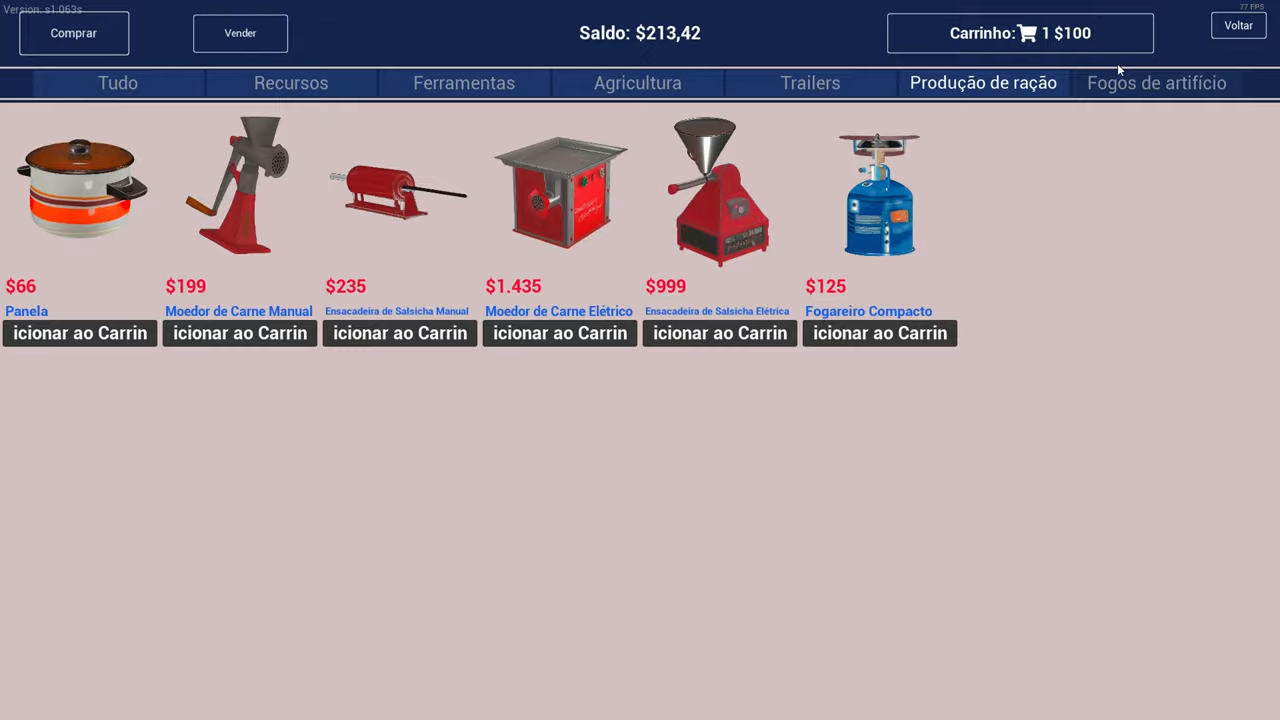 Version: s1.063s
77 FPS
Comprar
Vender
Saldo: $213,42
Carrinho: 1 $100
Voltar
Tudo
Recursos
Ferramentas
Agricultura
Trailers
Produção de ração
Fogos de artifício
$66
$199
$235
$1.435
$999
$125
Panela
Moedor de Carne Manual
Ensacadeira de Salsicha Manual
Moedor de Carne Elétrico
Ensacadeira de Salsicha Elétrica
Fogareiro Compacto
icionar ao Carrin
icionar ao Carrin
icionar ao Carrin
icionar ao Carrin
icionar ao Carrin
icionar ao Carrin